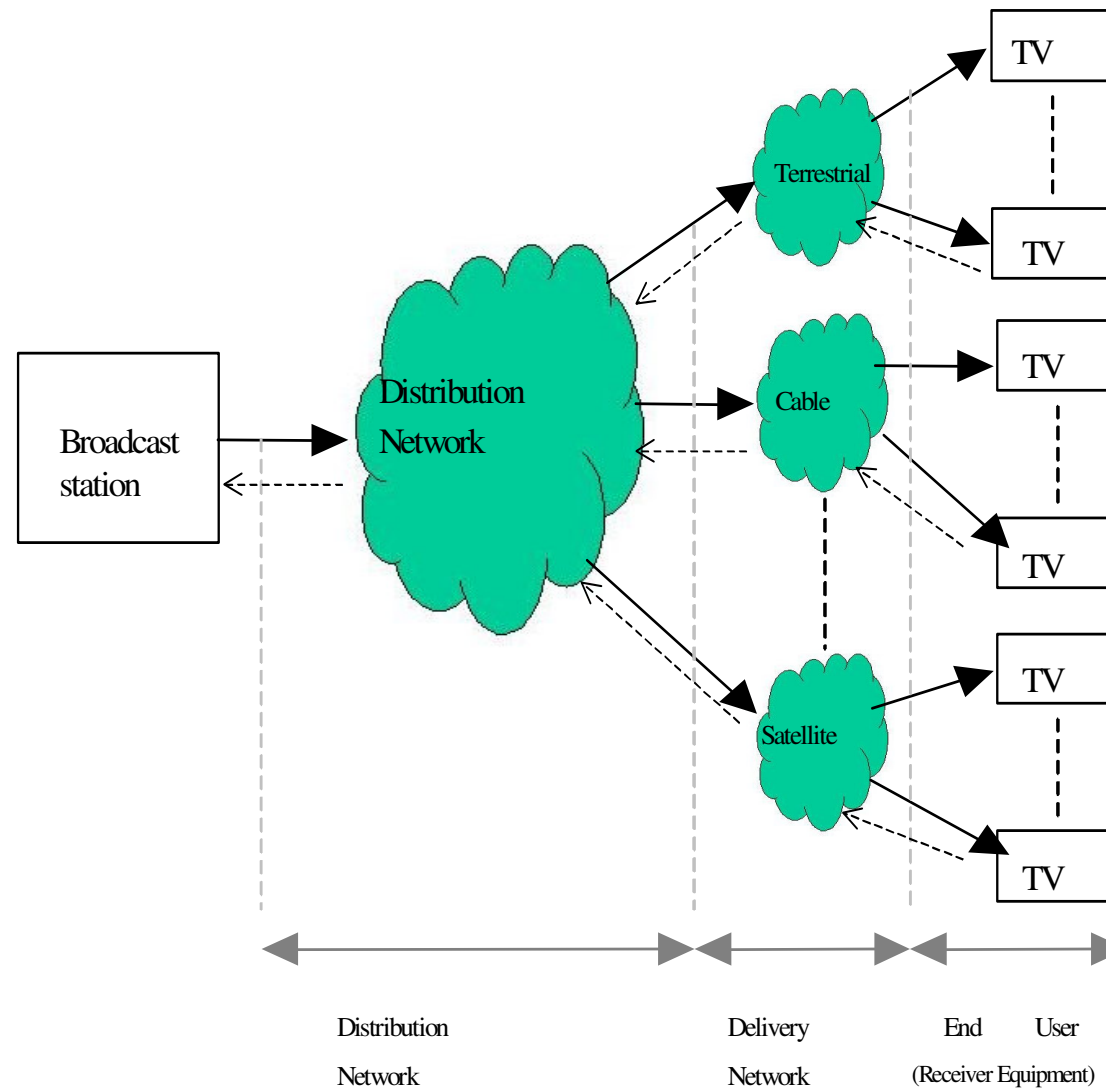 TV
Terrestrial
TV
TV
Distribution
Network
Cable
Broadcast
station
TV
TV
Satellite
TV
Distribution
Network
Delivery
Network
End User
(Receiver Equipment)